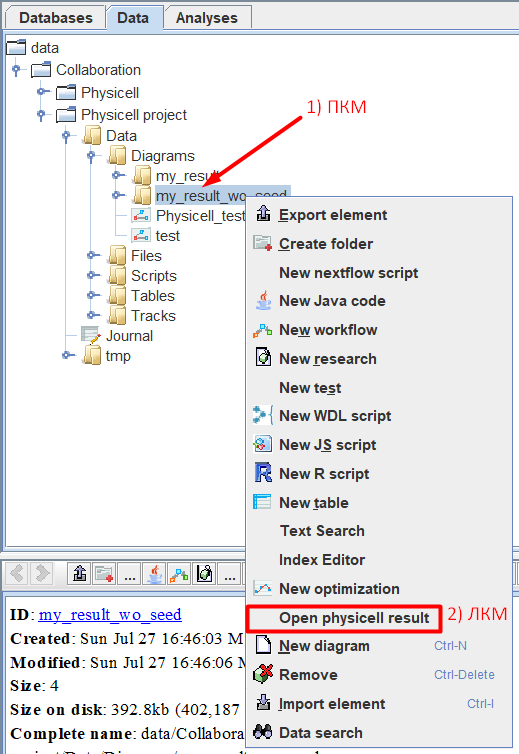 Databases Data Analyses
data
Collaboration
Physicell
Physicell project
1) ПКМ
Data
Diagrams
my_result
my_result_wo_seed
Physicell_test
test
Files
Scripts
Tables
Tracks
Journal
tmp
Export element
Create folder
New nextflow script
New Java code
New workflow
New research
New test
New WDL script
New JS script
New R script
New table
Text Search
Index Editor
New optimization
Open physicell result 2) ЛКМ
New diagram Ctrl-N
Remove Ctrl-Delete
Import element Ctrl-I
Data search
... ...
ID: my_result_wo_seed
Created: Sun Jul 27 16:46:03 M
Modified: Sun Jul 27 16:46:06 M
Size: 4
Size on disk: 392.8kb (402,187
Complete name: data/Collabora